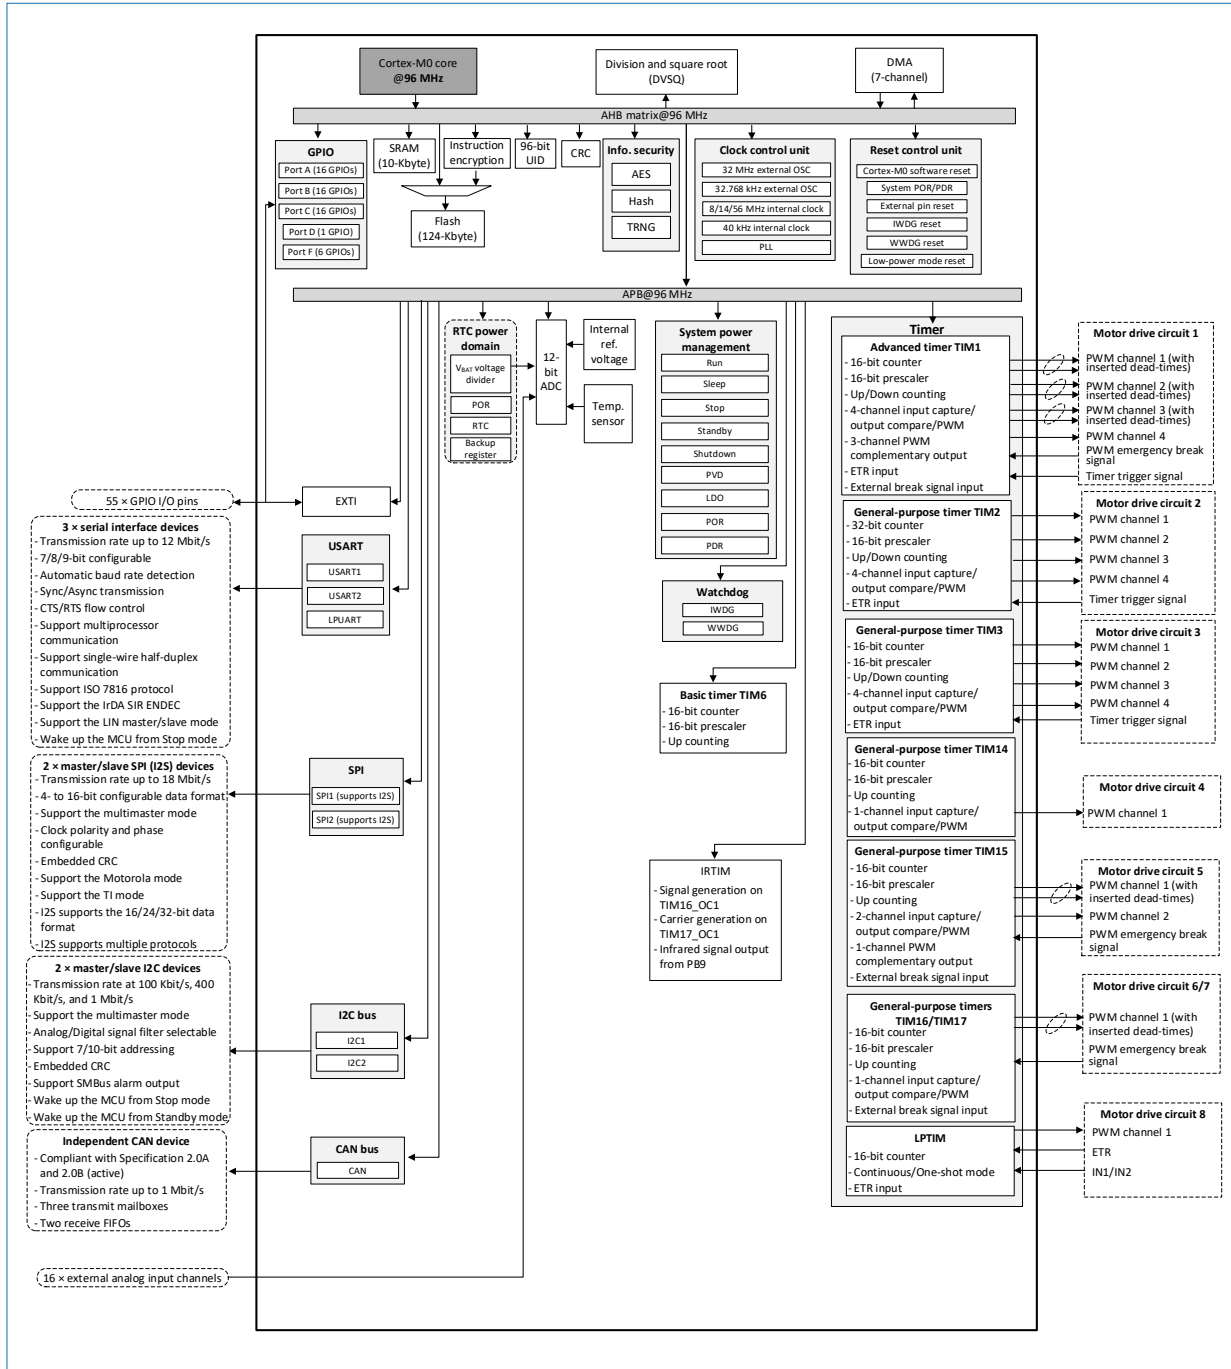 Cortex-M0 core
@96 MHz
Division and square root
(DVSQ)
DMA
(7-channel)
AHB matrix@96 MHz
GPIO
Port A (16 GPIOs)
Port B (16 GPIOs)
Port C (16 GPIOs)
Port D (1 GPIO)
Port F (6 GPIOs)
SRAM
(10-Kbyte)
Instruction
encryption
96-bit
UID
CRC
Flash
(124-Kbyte)
Info. security
AES
Hash
TRNG
Clock control unit
32 MHz external OSC
32.768 kHz external OSC
8/14/56 MHz internal clock
40 kHz internal clock
PLL
Reset control unit
Cortex-M0 software reset
System POR/PDR
External pin reset
IWDG reset
WWDG reset
Low-power mode reset
APB@96 MHz
RTC power
domain
VBAT voltage
divider
POR
RTC
Backup
register
12-
bit
ADC
Internal
ref.
voltage
Temp.
sensor
System power
management
Run
Sleep
Stop
Standby
Shutdown
PVD
LDO
POR
PDR
Watchdog
IWDG
WWDG
Basic timer TIM6
- 16-bit counter
- 16-bit prescaler
- Up counting
IRTIM
- Signal generation on
TIM16_OC1
- Carrier generation on
TIM17_OC1
- Infrared signal output
from PB9
Timer
Advanced timer TIM1
- 16-bit counter
- 16-bit prescaler
- Up/Down counting
- 4-channel input capture/
output compare/PWM
- 3-channel PWM
complementary output
- ETR input
- External break signal input
General-purpose timer TIM2
- 32-bit counter
- 16-bit prescaler
- Up/Down counting
- 4-channel input capture/
output compare/PWM
- ETR input
General-purpose timer TIM3
- 16-bit counter
- 16-bit prescaler
- Up/Down counting
- 4-channel input capture/
output compare/PWM
- ETR input
General-purpose timer TIM14
- 16-bit counter
- 16-bit prescaler
- Up counting
- 1-channel input capture/
output compare/PWM
General-purpose timer TIM15
- 16-bit counter
- 16-bit prescaler
- Up counting
- 2-channel input capture/
output compare/PWM
- 1-channel PWM
complementary output
- External break signal input
General-purpose timers
TIM16/TIM17
- 16-bit counter
- 16-bit prescaler
- Up counting
- 1-channel input capture/
output compare/PWM
- External break signal input
LPTIM
- 16-bit counter
- Continuous/One-shot mode
- ETR input
Motor drive circuit 1
PWM channel 1 (with
inserted dead-times)
PWM channel 2 (with
inserted dead-times)
PWM channel 3 (with
inserted dead-times)
PWM channel 4
PWM emergency break
signal
Timer trigger signal
Motor drive circuit 2
PWM channel 1
PWM channel 2
PWM channel 3
PWM channel 4
Timer trigger signal
Motor drive circuit 3
PWM channel 1
PWM channel 2
PWM channel 3
PWM channel 4
Timer trigger signal
Motor drive circuit 4
PWM channel 1
Motor drive circuit 5
PWM channel 1 (with
inserted dead-times)
PWM channel 2
PWM emergency break
signal
Motor drive circuit 6/7
PWM channel 1 (with
inserted dead-times)
PWM emergency break
signal
Motor drive circuit 8
PWM channel 1
ETR
IN1/IN2
55 × GPIO I/O pins
EXTI
3 × serial interface devices
- Transmission rate up to 12 Mbit/s
- 7/8/9-bit configurable
- Automatic baud rate detection
- Sync/Async transmission
- CTS/RTS flow control
- Support multiprocessor
communication
- Support single-wire half-duplex
communication
- Support ISO 7816 protocol
- Support the IrDA SIR ENDEC
- Support the LIN master/slave mode
- Wake up the MCU from Stop mode
USART
USART1
USART2
LPUART
2 × master/slave SPI (I2S) devices
- Transmission rate up to 18 Mbit/s
- 4- to 16-bit configurable data format
- Support the multimaster mode
- Clock polarity and phase
configurable
- Embedded CRC
- Support the Motorola mode
- Support the TI mode
- I2S supports the 16/24/32-bit data
format
- I2S supports multiple protocols
SPI
SPI1 (supports I2S)
SPI2 (supports I2S)
2 × master/slave I2C devices
- Transmission rate at 100 Kbit/s, 400
Kbit/s, and 1 Mbit/s
- Support the multimaster mode
- Analog/Digital signal filter selectable
- Support 7/10-bit addressing
- Embedded CRC
- Support SMBus alarm output
- Wake up the MCU from Stop mode
- Wake up the MCU from Standby mode
I2C bus
I2C1
I2C2
Independent CAN device
- Compliant with Specification 2.0A
and 2.0B (active)
- Transmission rate up to 1 Mbit/s
- Three transmit mailboxes
- Two receive FIFOs
CAN bus
CAN
16 × external analog input channels